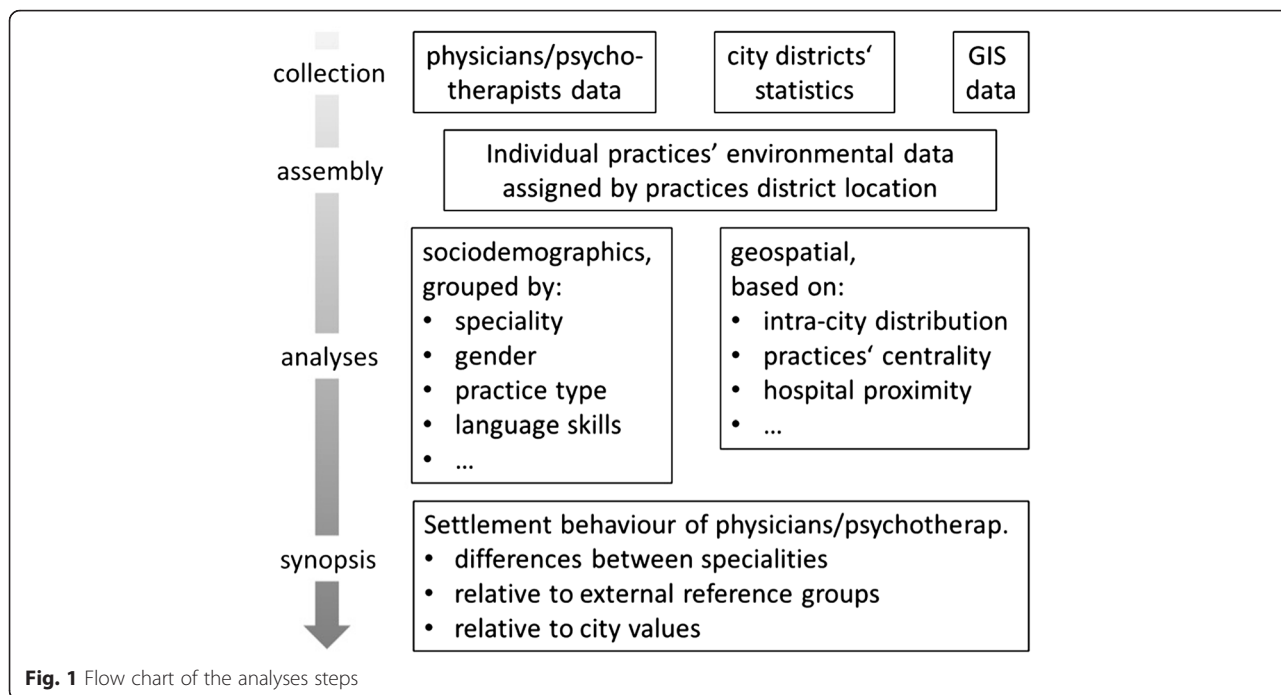 collection
physicians/psycho-
therapists data
city districts‘
statistics
GIS
data
assembly
Individual practices’ environmental data
assigned by practices district location
analyses
sociodemographics,
grouped by:
• speciality
• gender
• practice type
• language skills
• ...
geospatial,
based on:
• intra-city distribution
• practices‘ centrality
• hospital proximity
• ...
synopsis
Settlement behaviour of physicians/psychotherap.
• differences between specialities
• relative to external reference groups
• relative to city values
Fig. 1 Flow chart of the analyses steps